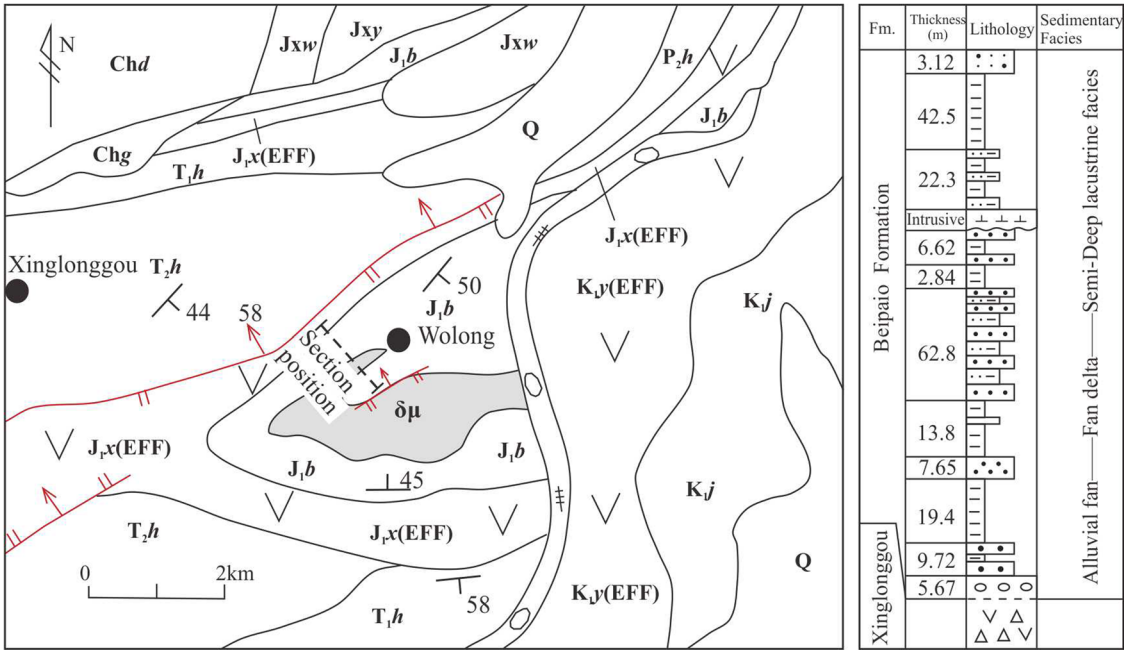 N
Chd
Jxw
Jxy
J₁b
Jxw
P₂h
J₁b
Q
Chg
J₁x(EFF)
T₁h
J₁x(EFF)
Xinglonggou
T₂h
44
58
50
J₁b
Wolong
K₁y(EFF)
K₁j
Section
position
δμ
J₁x(EFF)
J₁b
J₁b
45
T₂h
J₁x(EFF)
K₁j
Q
0
2km
T₁h
58
K₁y(EFF)
Fm.
Thickness
(m)
Lithology
Sedimentary
Facies
Beipaio Formation
Xinglonggou
3.12
42.5
22.3
Intrusive
6.62
2.84
62.8
13.8
7.65
19.4
9.72
5.67
Alluvial fan——Fan delta——Semi-Deep lacustrine facies